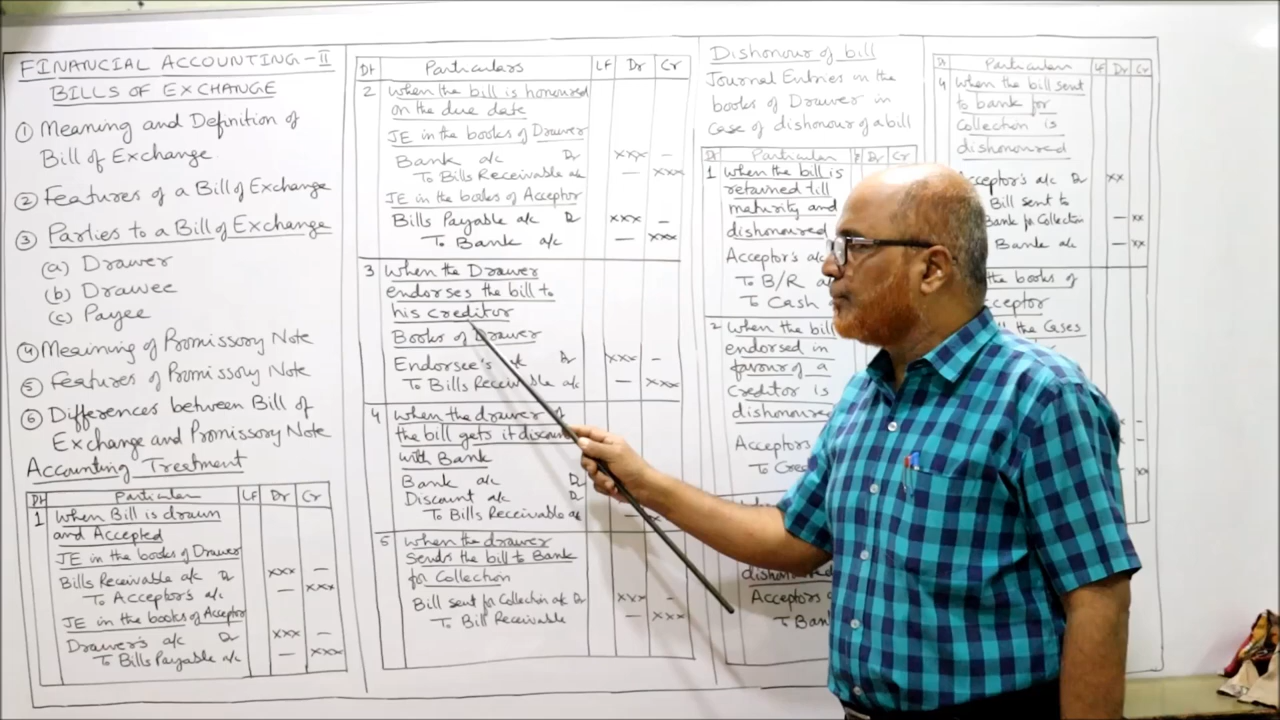 FINANCIAL ACCOUNTING - II
BILLS OF EXCHANGE
① Meaning and Definition of
Bill of Exchange.
② Features of a Bill of Exchange
③ Parties to a Bill of Exchange
(a) Drawer
(b) Drawee
(c) Payee
④ Meaning of Promissory Note
⑤ Features of Promissory Note
⑥ Differences between Bill of
Exchange and Promissory Note
Accounting Treatment
Dt Particular LF Dr Cr
1 when Bill is drawn
and Accepted
JE in the books of Drawer
Bills Receivable a/c Dr xxx —
To Acceptor's a/c — xxx
JE in the books of Acceptor
Drawer's a/c Dr xxx —
To Bills Payable a/c — xxx
Dt Particulars LF Dr Cr
2 when the bill is honoured
on the due date
JE in the books of Drawer
Bank a/c Dr xxx —
To Bills Receivable a/c — xxx
JE in the books of Acceptor
Bills Payable a/c D xxx —
To Bank a/c — xxx
3 when the Drawer
endorses the bill to
his creditor
Books of Drawer
Endorsee's Dr xxx —
To Bills Receivable a/c — xxx
4 when the drawer of
the bill gets it
with Bank
Bank a/c D
Discount a/c D
To Bills Receivable a/c
5 when the drawer
sends the bill to Bank
for Collection
Bill sent for Collection a/c Dr xxx —
To Bill Receivable — xxx
Dishonour of bill
Journal Entries in the
books of Drawer in
case of dishonour of a bill
Dt Particular Dr Cr
1 when the bill is
retained till
maturity and
dishonoured
Acceptor's a/c
To B/R
To Cash
2 when the bill
endorsed in
favour of a
creditor is
dishonoured
Acceptors
To
dishonoured
Acceptors
To
Dt Particulars LF Dr Cr
4 when the bill sent
to bank for
Collection is
dishonoured
Acceptor's a/c D xx
Bill sent to
Bank for Collection — xx
Bank a/c — xx
the books of
Acceptor
the Cases